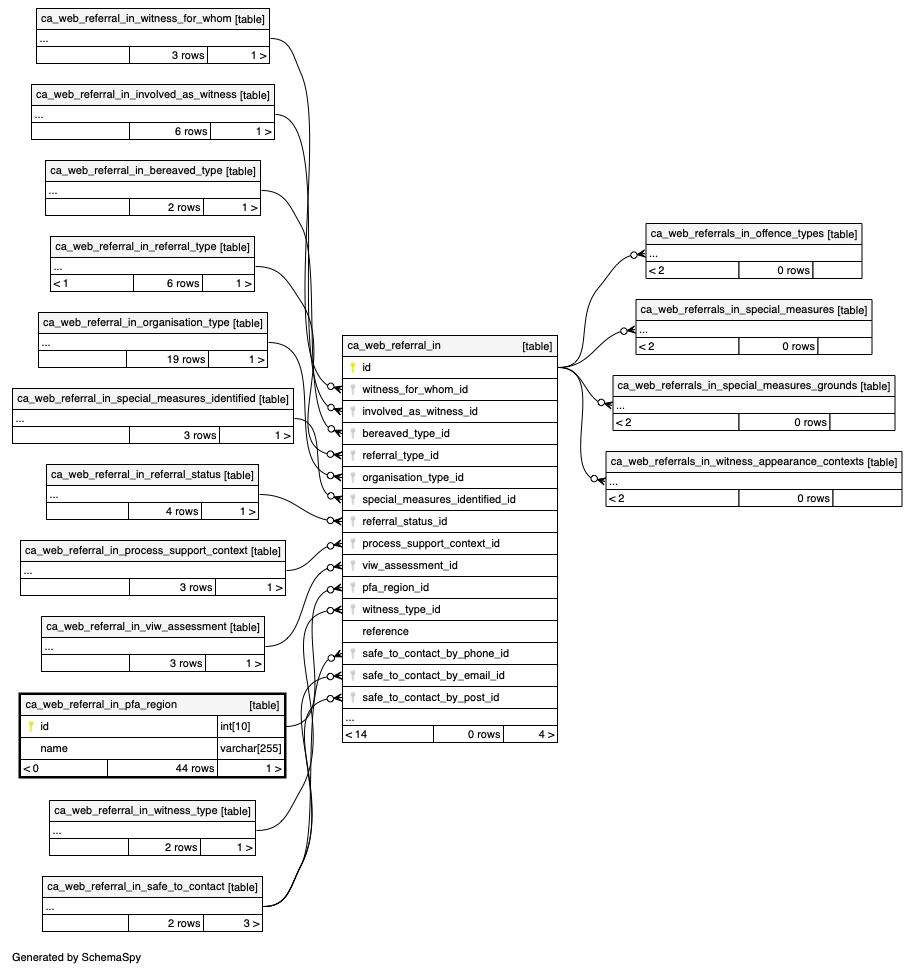 ca_web_referral_in_witness_for_whom [table]
...
3 rows 1 >
ca_web_referral_in_involved_as_witness [table]
...
6 rows 1 >
ca_web_referral_in_bereaved_type [table]
...
2 rows 1 >
ca_web_referral_in_referral_type [table]
...
< 1 6 rows 1 >
ca_web_referral_in_organisation_type [table]
...
19 rows 1 >
ca_web_referral_in_special_measures_identified [table]
...
3 rows 1 >
ca_web_referral_in_referral_status [table]
...
4 rows 1 >
ca_web_referral_in_process_support_context [table]
...
3 rows 1 >
ca_web_referral_in_viw_assessment [table]
...
3 rows 1 >
ca_web_referral_in_pfa_region [table]
id int[10]
name varchar[255]
< 0 44 rows 1 >
ca_web_referral_in_witness_type [table]
...
2 rows 1 >
ca_web_referral_in_safe_to_contact [table]
...
2 rows 3 >
ca_web_referral_in [table]
id
witness_for_whom_id
involved_as_witness_id
bereaved_type_id
referral_type_id
organisation_type_id
special_measures_identified_id
referral_status_id
process_support_context_id
viw_assessment_id
pfa_region_id
witness_type_id
reference
safe_to_contact_by_phone_id
safe_to_contact_by_email_id
safe_to_contact_by_post_id
...
< 14 0 rows 4 >
ca_web_referrals_in_offence_types [table]
...
< 2 0 rows
ca_web_referrals_in_special_measures [table]
...
< 2 0 rows
ca_web_referrals_in_special_measures_grounds [table]
...
< 2 0 rows
ca_web_referrals_in_witness_appearance_contexts [table]
...
< 2 0 rows
Generated by SchemaSpy